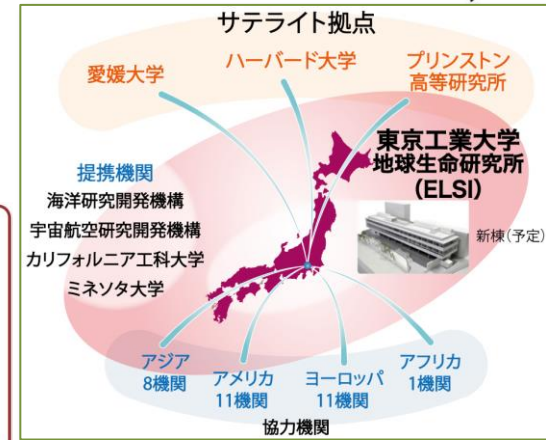 サテライト拠点
愛媛大学
ハーバード大学
プリンストン
高等研究所
東京工業大学
地球生命研究所
(ELSI)
新棟(予定)
提携機関
海洋研究開発機構
宇宙航空研究開発機構
カリフォルニア工科大学
ミネソタ大学
アジア
8機関
アメリカ
11機関
ヨーロッパ
11機関
アフリカ
1機関
協力機関